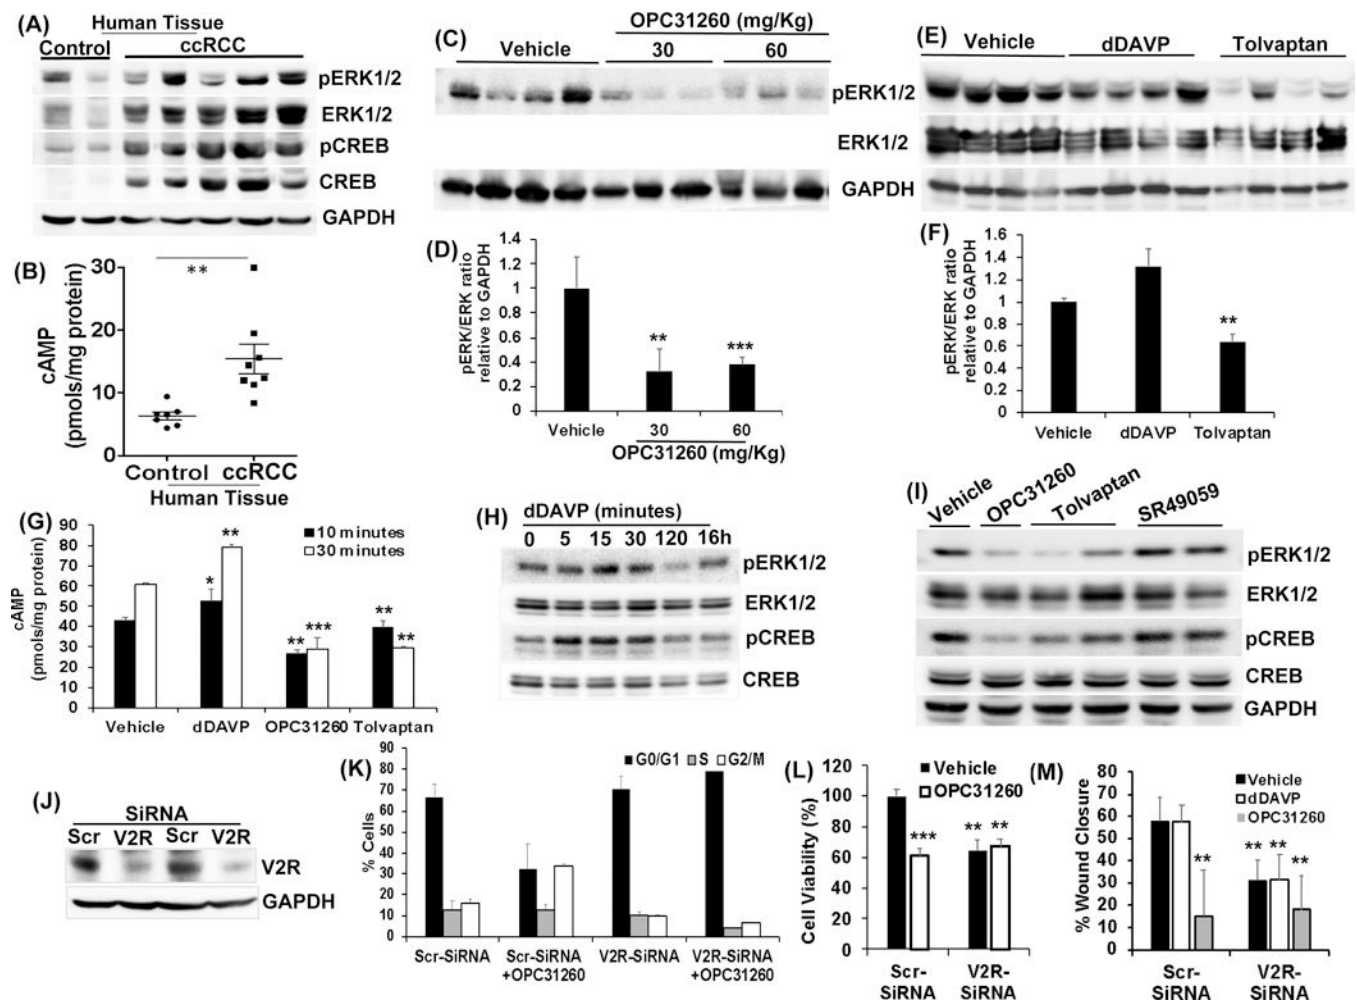 (A)
Human Tissue
Control ccRCC
pERK1/2
ERK1/2
pCREB
CREB
GAPDH
(B)
cAMP
(pmols/mg protein)
30
20
10
0
**
Control ccRCC
Human Tissue
(C)
OPC31260 (mg/Kg)
Vehicle 30 60
pERK1/2
GAPDH
(D)
pERK/ERK ratio
relative to GAPDH
1.4
1.2
1
0.8
0.6
0.4
0.2
0
** ***
Vehicle 30 60
OPC31260 (mg/Kg)
(E)
Vehicle dDAVP Tolvaptan
pERK1/2
ERK1/2
GAPDH
(F)
pERK/ERK ratio
relative to GAPDH
1.6
1.4
1.2
1
0.8
0.6
0.4
0.2
0
**
Vehicle dDAVP Tolvaptan
(G)
cAMP
(pmols/mg protein)
90
80
70
60
50
40
30
20
10
0
10 minutes
30 minutes
* ** ** *** ** **
Vehicle dDAVP OPC31260 Tolvaptan
(H)
dDAVP (minutes)
0 5 15 30 120 16h
pERK1/2
ERK1/2
pCREB
CREB
(I)
Vehicle OPC31260 Tolvaptan SR49059
pERK1/2
ERK1/2
pCREB
CREB
GAPDH
(J)
SiRNA
Scr V2R Scr V2R
V2R
GAPDH
(K)
% Cells
90
80
70
60
50
40
30
20
10
0
G0/G1 S G2/M
Scr-SiRNA Scr-SiRNA V2R-SiRNA V2R-SiRNA
+OPC31260 +OPC31260
(L)
Cell Viability (%)
120
100
80
60
40
20
0
Vehicle
OPC31260
*** ** **
Scr- V2R-
SiRNA SiRNA
(M)
% Wound Closure
80
70
60
50
40
30
20
10
0
Vehicle
dDAVP
OPC31260
** ** ** **
Scr- V2R-
SiRNA SiRNA